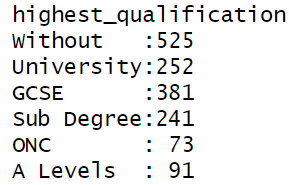 highest_qualification
Without   :525
University:252
GCSE      :381
Sub Degree:241
ONC       : 73
A Levels  : 91